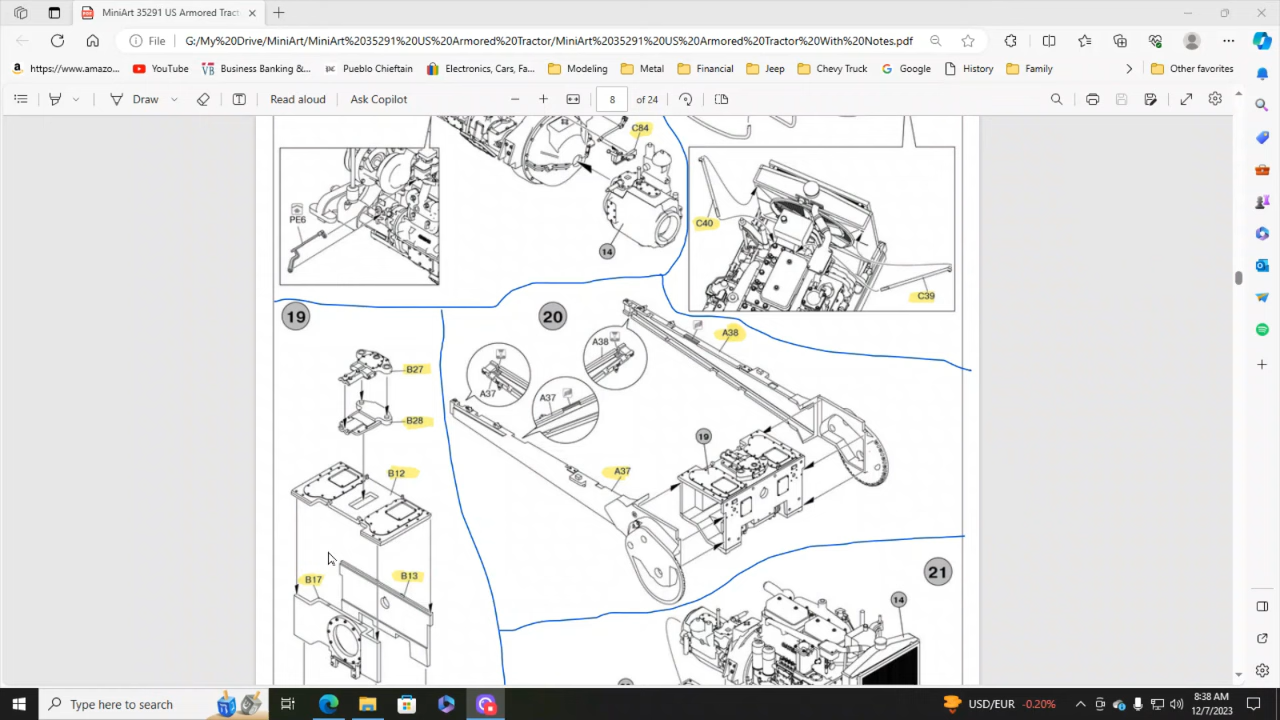 MiniArt 35291 US Armored Tract
File
G:/My%20Drive/MiniArt/MiniArt%2035291%20US%20Armored%20Tractor/MiniArt%2035291%20US%20Armored%20Tractor%20With%20Notes.pdf
https://www.amazo...
YouTube
Business Banking &...
Pueblo Chieftain
Electronics, Cars, Fa...
Modeling
Metal
Financial
Jeep
Chevy Truck
Google
History
Family
Other favorites
Draw
Read aloud
Ask Copilot
8
of 24
C84
PE6
14
C40
C39
19
20
A38
A38
A37
A37
B27
B28
19
A37
B12
B17
B13
21
14
Type here to search
USD/EUR -0.20%
8:38 AM
12/7/2023